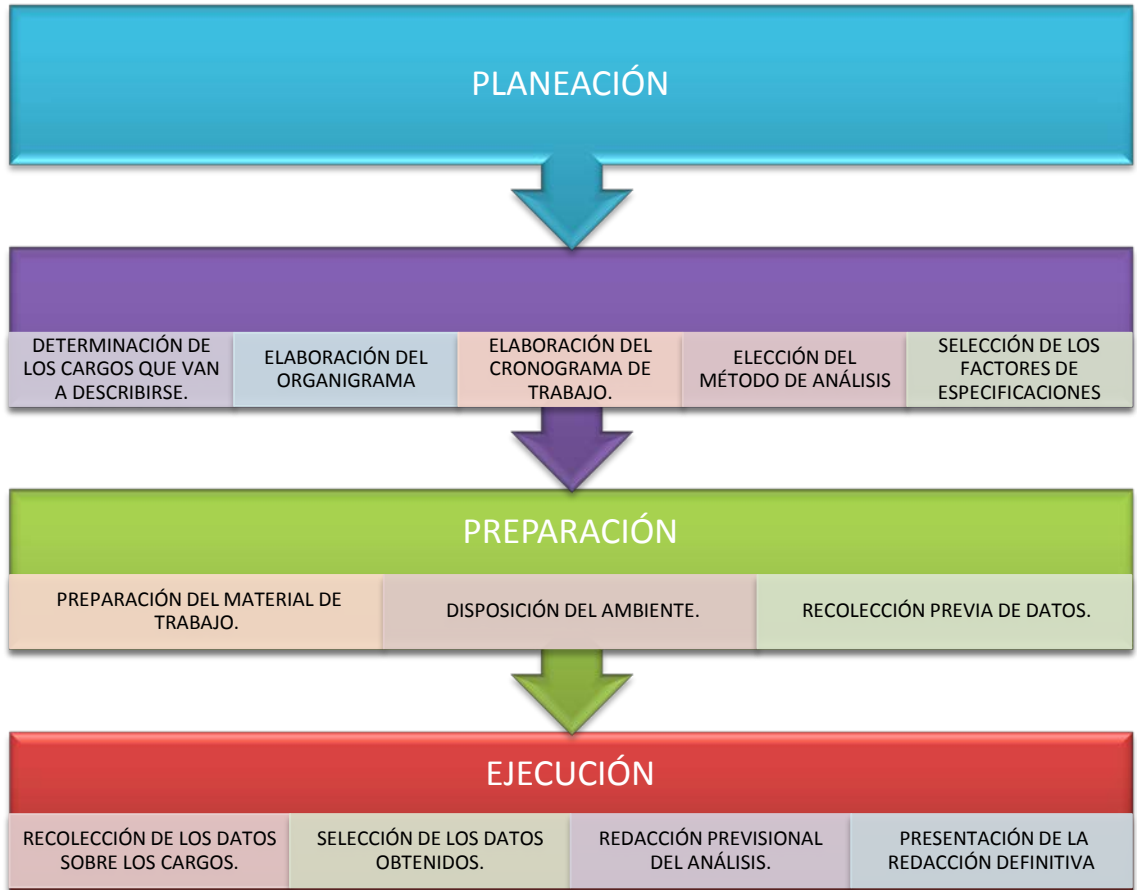 PLANEACIÓN
DETERMINACIÓN DE
LOS CARGOS QUE VAN
A DESCRIBIRSE.
ELABORACIÓN DEL
ORGANIGRAMA
ELABORACIÓN DEL
CRONOGRAMA DE
TRABAJO.
ELECCIÓN DEL
MÉTODO DE ANÁLISIS
SELECCIÓN DE LOS
FACTORES DE
ESPECIFICACIONES
PREPARACIÓN
PREPARACIÓN DEL MATERIAL DE
TRABAJO.
DISPOSICIÓN DEL AMBIENTE.
RECOLECCIÓN PREVIA DE DATOS.
EJECUCIÓN
RECOLECCIÓN DE LOS DATOS
SOBRE LOS CARGOS.
SELECCIÓN DE LOS DATOS
OBTENIDOS.
REDACCIÓN PREVISIONAL
DEL ANÁLISIS.
PRESENTACIÓN DE LA
REDACCIÓN DEFINITIVA